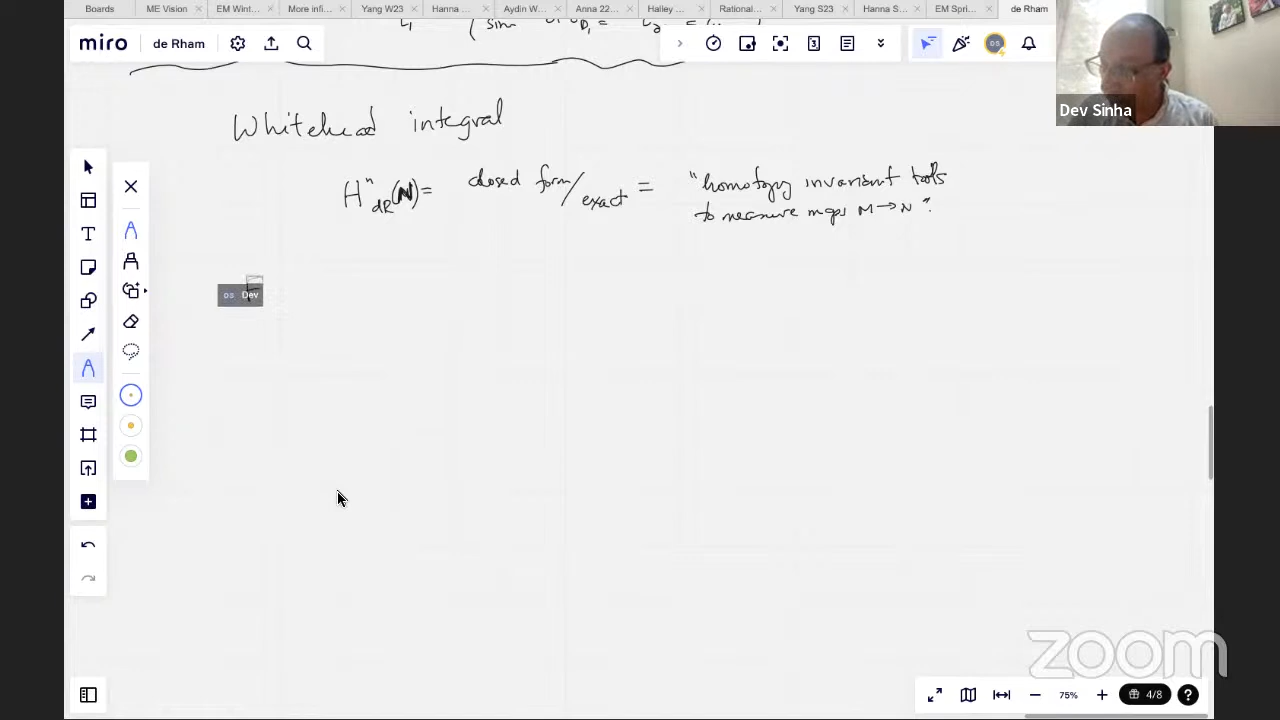 Boards ME Vision EM Wint... More infi... Yang W23 Hanna ... Aydin W... Anna 22... Halley ... Rational... Yang S23 Hanna S... EM Spri... de Rham
miro de Rham
DS
Dev Sinha
Whitehead integral
H^n_dR(N) = closed form/exact = "homotopy invariant tools
to measure maps M → N".
DS Dev
zoom
75% 4/8 ?